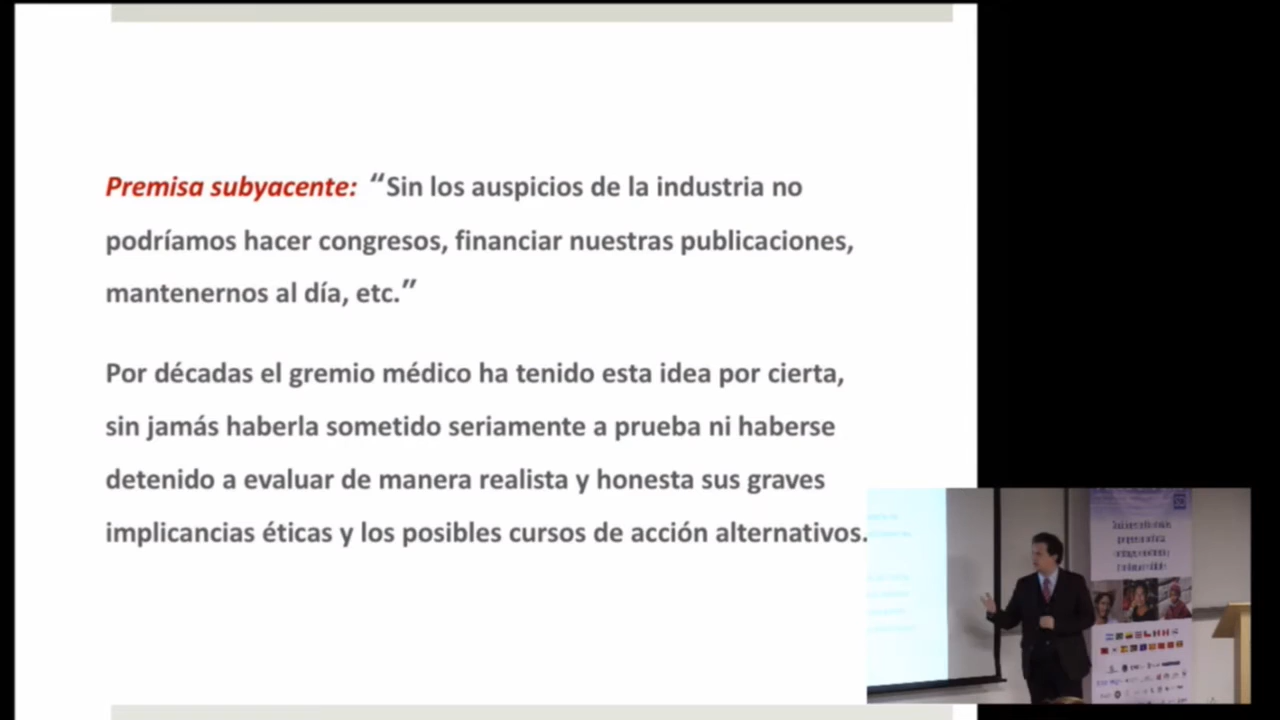 Premisa subyacente: “Sin los auspicios de la industria no
podríamos hacer congresos, financiar nuestras publicaciones,
mantenernos al día, etc.”
Por décadas el gremio médico ha tenido esta idea por cierta,
sin jamás haberla sometido seriamente a prueba ni haberse
detenido a evaluar de manera realista y honesta sus graves
implicancias éticas y los posibles cursos de acción alternativos.